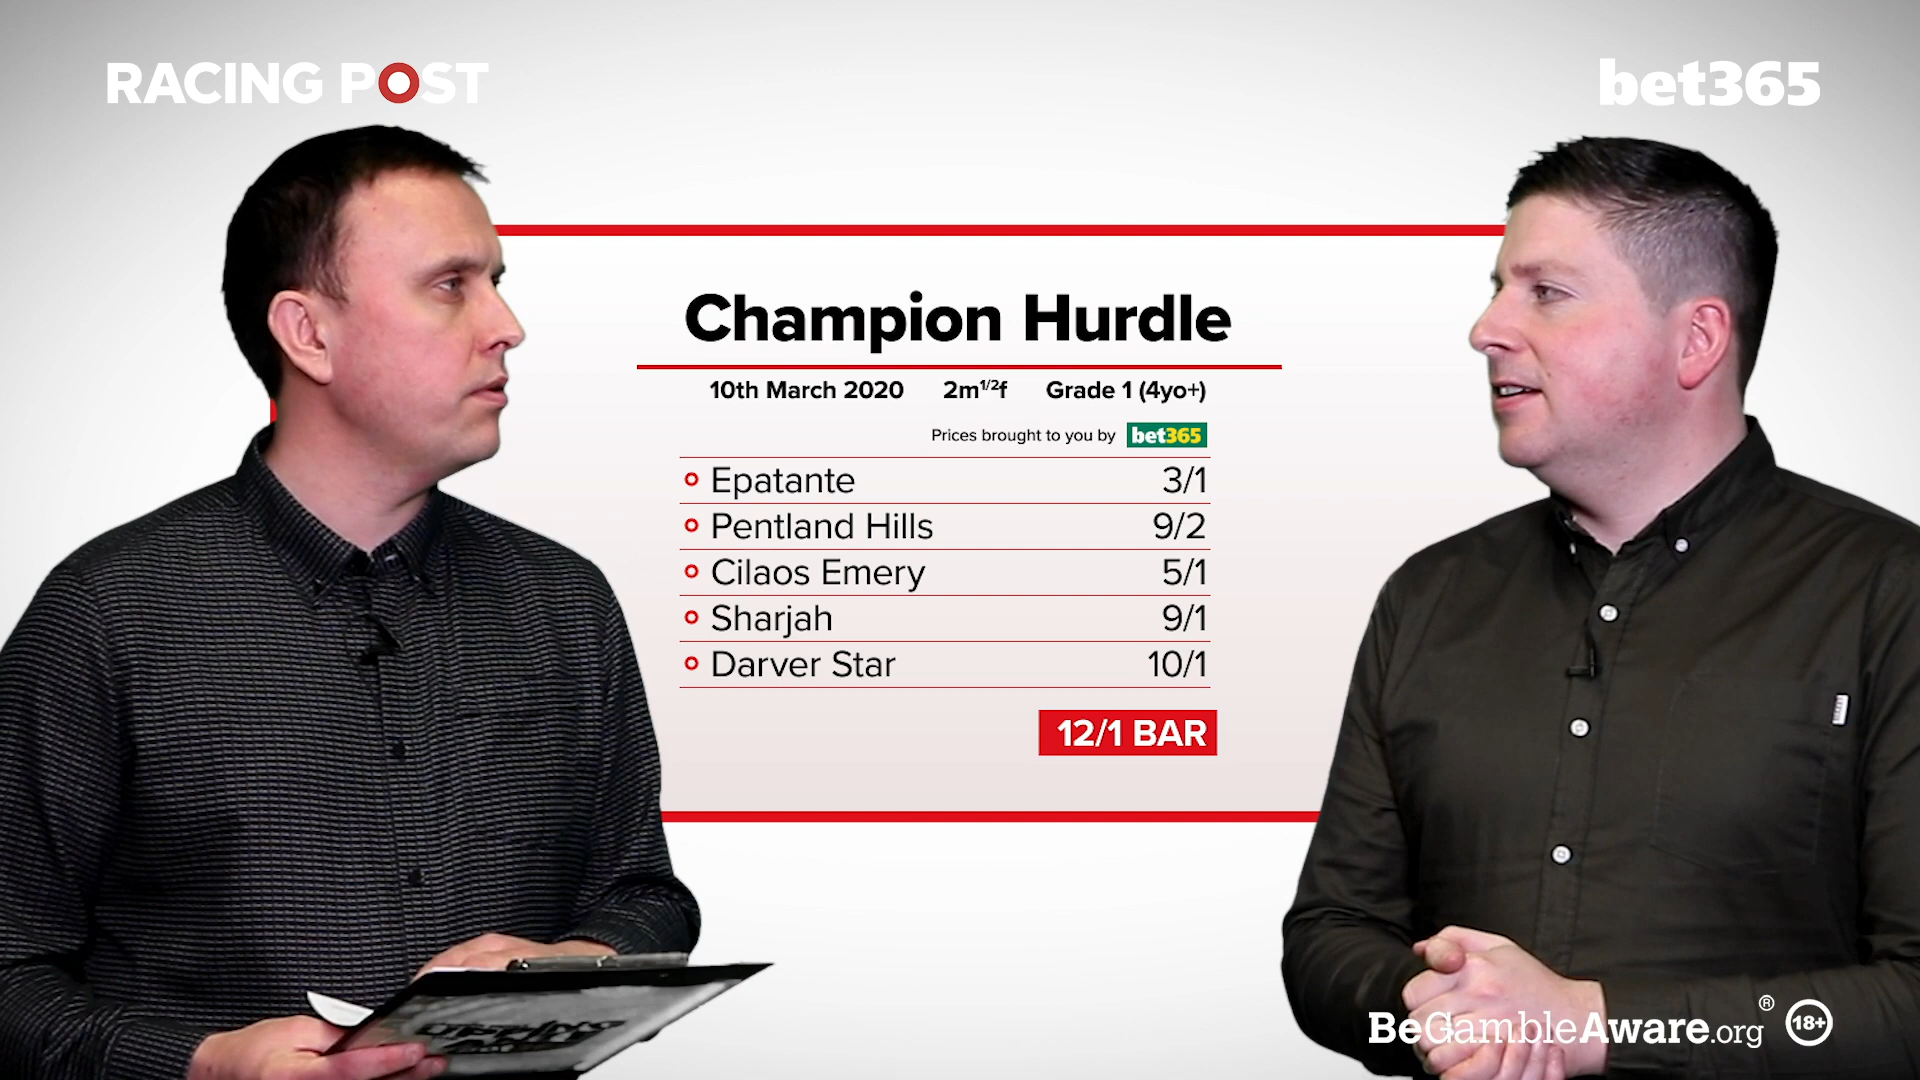 RACING POST
bet365
Champion Hurdle
10th March 2020 2m1/2f Grade 1 (4yo+)
Prices brought to you by bet365
Epatante 3/1
Pentland Hills 9/2
Cilaos Emery 5/1
Sharjah 9/1
Darver Star 10/1
12/1 BAR
BeGambleAware.org® 18+